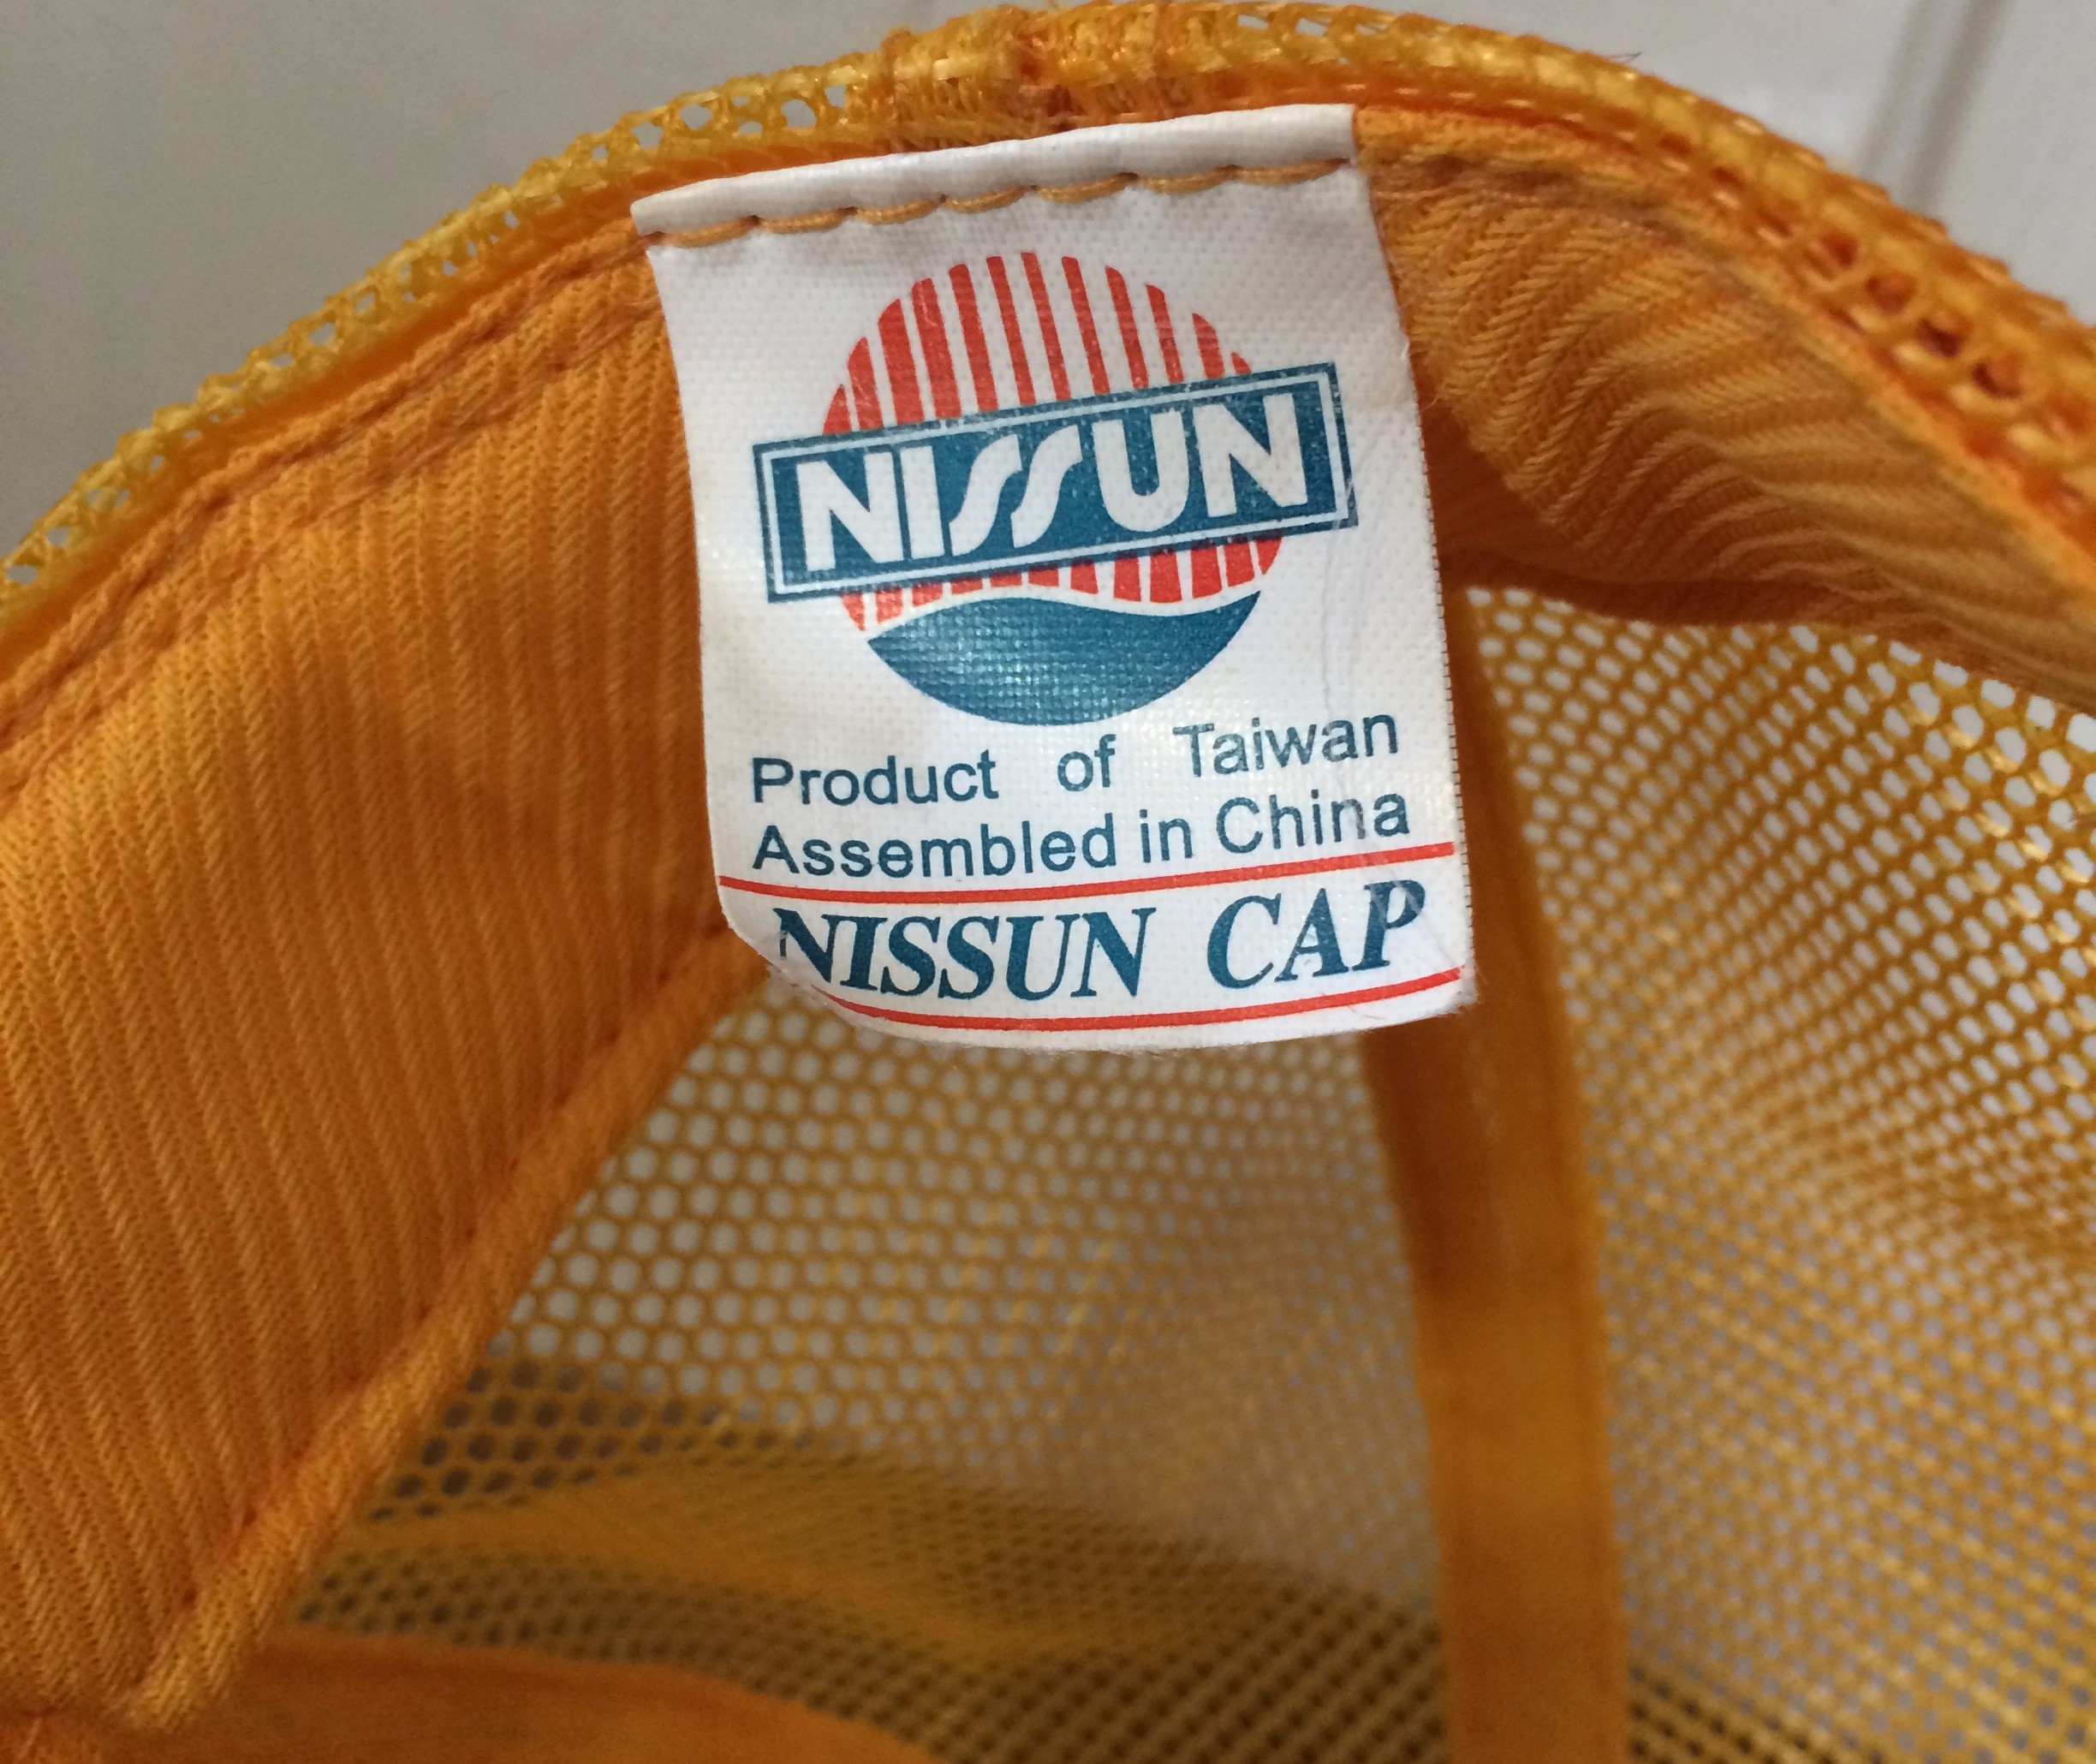 NISSUN
Product of Taiwan
Assembled in China
NISSUN CAP